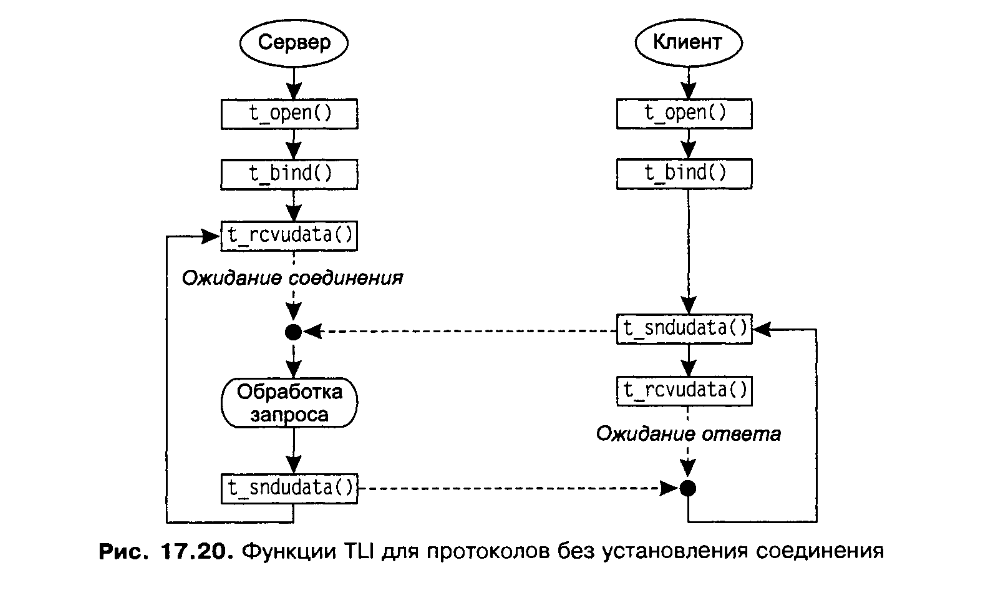 Сервер
Клиент
t_open()
t_open()
t_bind()
t_bind()
t_rcvudata()
Ожидание соединения
t_sndudata()
t_rcvudata()
Обработка
запроса
Ожидание ответа
t_sndudata()
Рис. 17.20. Функции TLI для протоколов без установления соединения